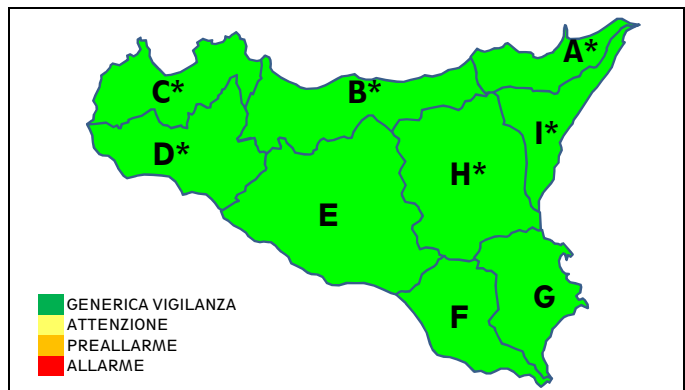 A*
C*
B*
I*
D*
H*
E
G
F
GENERICA VIGILANZA
ATTENZIONE
PREALLARME
ALLARME